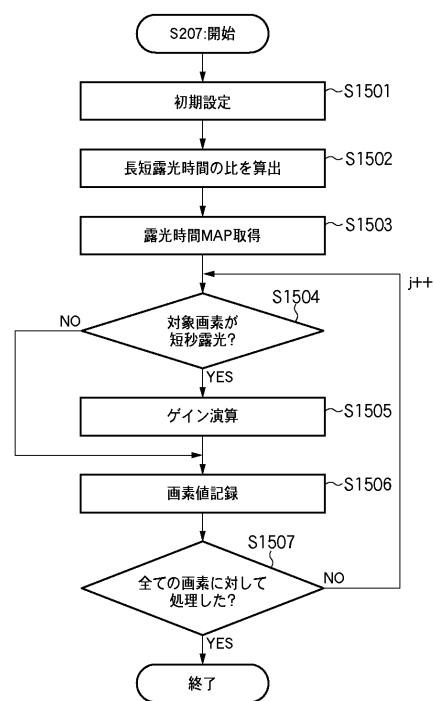 S207:開始
初期設定
S1501
長短露光時間の比を算出
S1502
露光時間MAP取得
S1503
j++
S1504
対象画素が
短秒露光?
NO
YES
ゲイン演算
S1505
画素値記録
S1506
S1507
全ての画素に対して
処理した?
NO
YES
終了